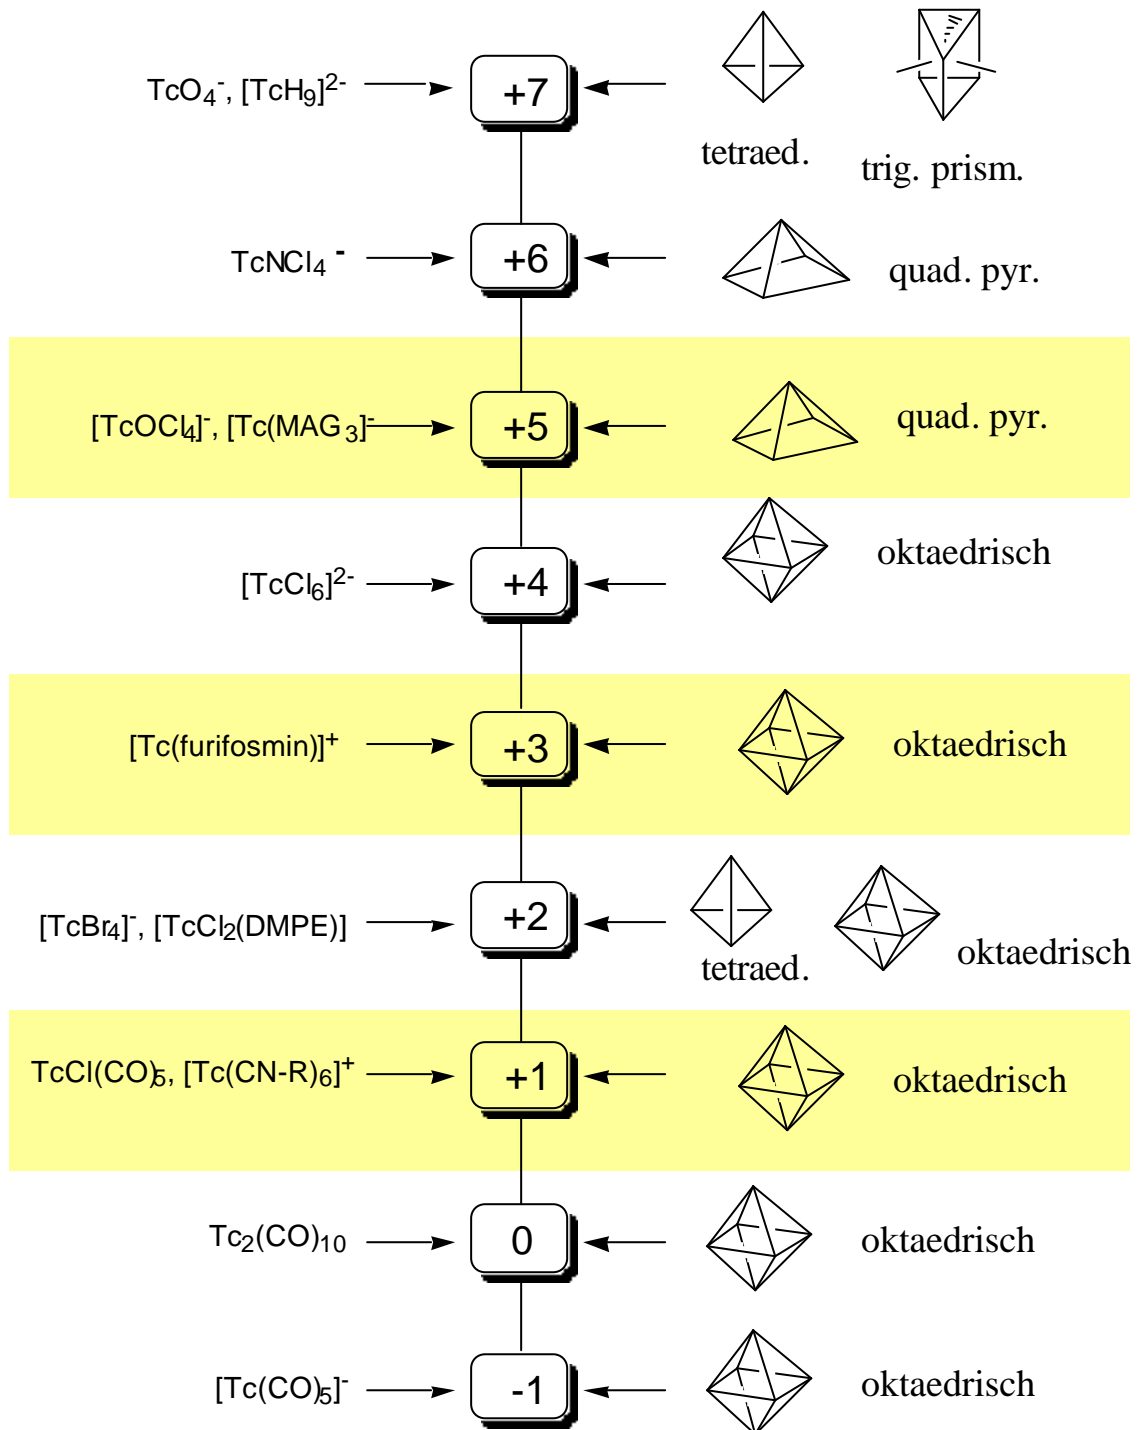 TcO₄⁻, [TcH₉]²⁻ +7 tetraed. trig. prism.
TcNCl₄⁻ +6 quad. pyr.
[TcOCl₄]⁻, [Tc(MAG₃]⁻ +5 quad. pyr.
[TcCl₆]²⁻ +4 oktaedrisch
[Tc(furifosmin)]⁺ +3 oktaedrisch
[TcBr₄]⁻, [TcCl₂(DMPE)] +2 tetraed. oktaedrisch
TcCl(CO)₅, [Tc(CN-R)₆]⁺ +1 oktaedrisch
Tc₂(CO)₁₀ 0 oktaedrisch
[Tc(CO)₅]⁻ -1 oktaedrisch